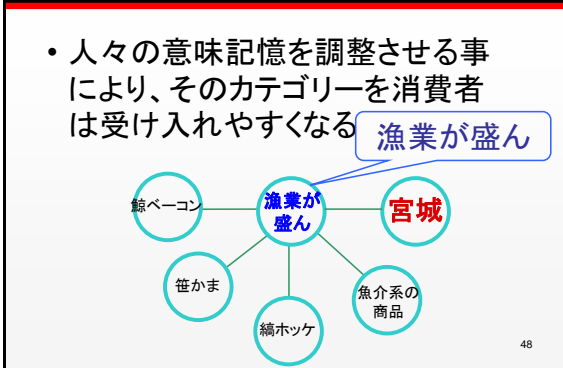 • 人々の意味記憶を調整させる事
により、そのカテゴリーを消費者
は受け入れやすくなる
漁業が盛ん
鯨ベーコン
漁業が
盛ん
宮城
笹かま
縞ホッケ
魚介系の
商品
48